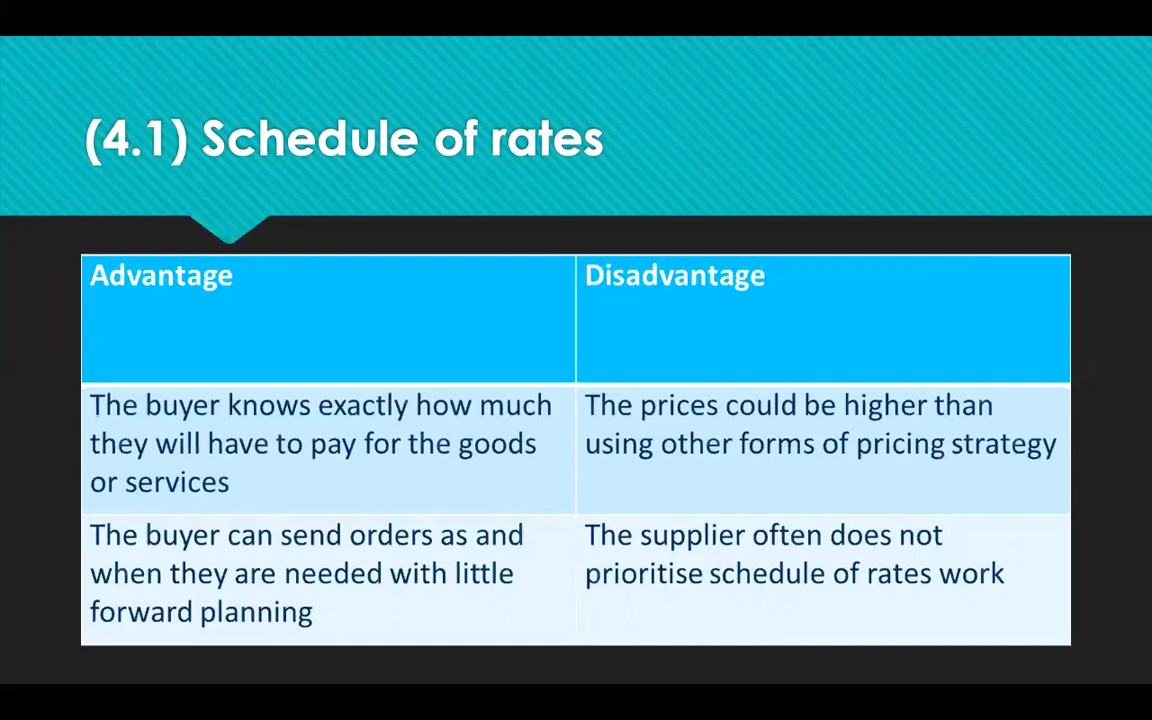 (4.1) Schedule of rates
Advantage
Disadvantage
The buyer knows exactly how much
they will have to pay for the goods
or services
The prices could be higher than
using other forms of pricing strategy
The buyer can send orders as and
when they are needed with little
forward planning
The supplier often does not
prioritise schedule of rates work